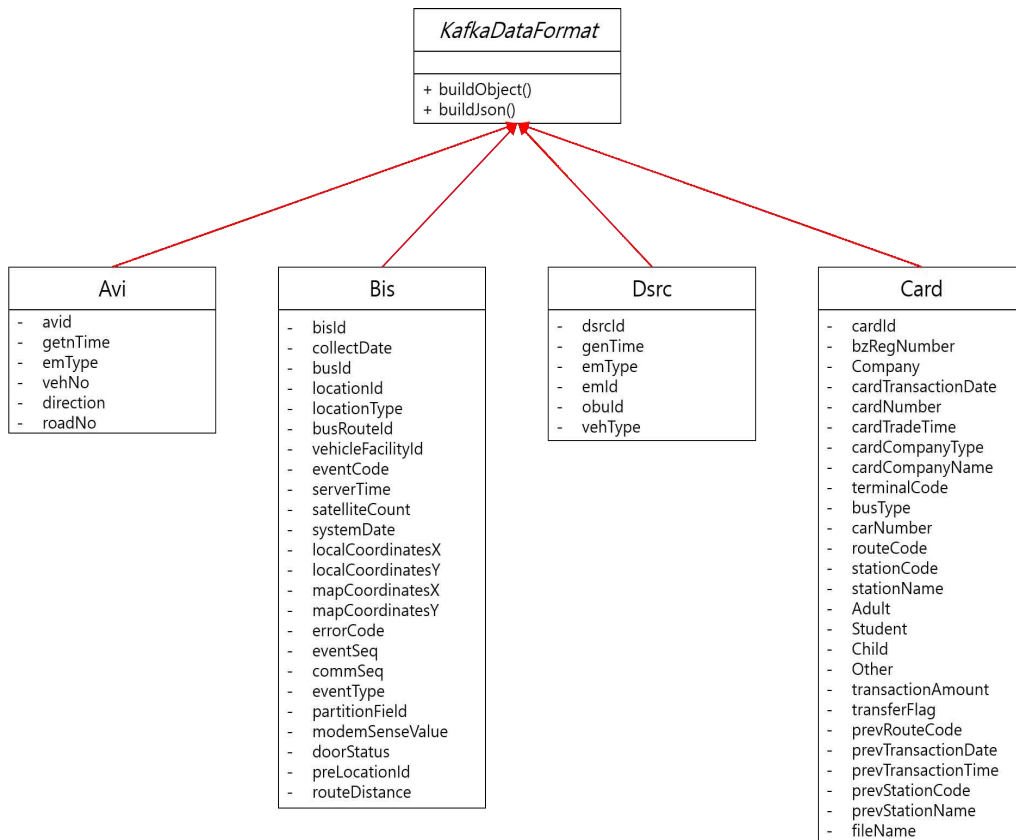 KafkaDataFormat
+ buildObject()
+ buildJson()
Avi
- avid
- getnTime
- emType
- vehNo
- direction
- roadNo
Bis
- bisId
- collectDate
- busId
- locationId
- locationType
- busRouteId
- vehicleFacilityId
- eventCode
- serverTime
- satelliteCount
- systemDate
- localCoordinatesX
- localCoordinatesY
- mapCoordinatesX
- mapCoordinatesY
- errorCode
- eventSeq
- commSeq
- eventType
- partitionField
- modemSenseValue
- doorStatus
- preLocationId
- routeDistance
Dsrc
- dsrcId
- genTime
- emType
- emId
- obuId
- vehType
Card
- cardId
- bzRegNumber
- Company
- cardTransactionDate
- cardNumber
- cardTradeTime
- cardCompanyType
- cardCompanyName
- terminalCode
- busType
- carNumber
- routeCode
- stationCode
- stationName
- Adult
- Student
- Child
- Other
- transactionAmount
- transferFlag
- prevRouteCode
- prevTransactionDate
- prevTransactionTime
- prevStationCode
- prevStationName
- fileName